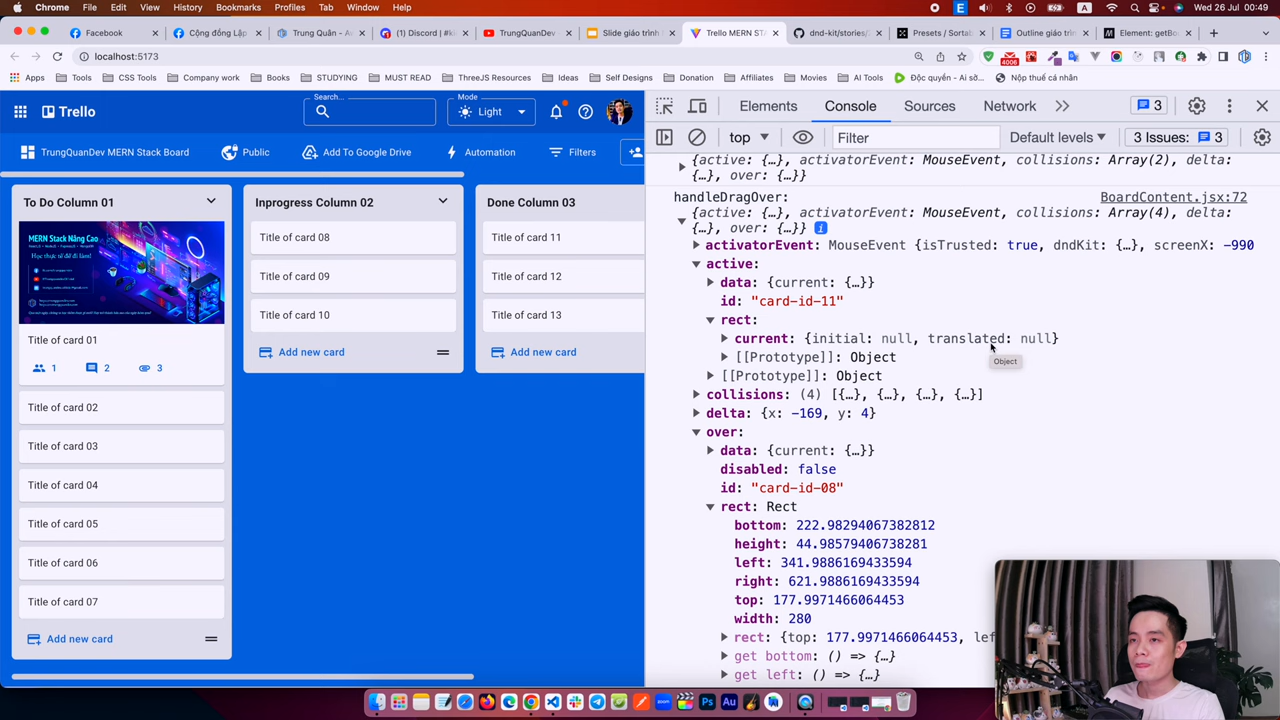 Chrome File Edit View History Bookmarks Profiles Tab Window Help Wed 26 Jul 00:49
Facebook Cộng đồng Lập Trung Quân - A (1) Discord | #k TrungQuanDev Slide giáo trình Trello MERN Sta dnd-kit/stories/ Presets / Sortab Outline giáo trìn Element: getBo
localhost:5173
4006
Apps Tools CSS Tools Company work Books STUDYING MUST READ ThreeJS Resources Ideas Self Designs Donation Affiliates Movies AI Tools Độc quyền - Ai sở... Nộp thuế cá nhân
Trello
Search...
Mode
Light
TrungQuanDev MERN Stack Board Public Add To Google Drive Automation Filters
To Do Column 01
MERN Stack Nâng Cao
Học thực tế để đi làm!
Title of card 01
1 2 3
Title of card 02
Title of card 03
Title of card 04
Title of card 05
Title of card 06
Title of card 07
Add new card
Inprogress Column 02
Title of card 08
Title of card 09
Title of card 10
Add new card
Done Column 03
Title of card 11
Title of card 12
Title of card 13
Add new card
Elements Console Sources Network 3
top Filter Default levels 3 Issues: 3
{active: {…}, activatorEvent: MouseEvent, collisions: Array(2), delta:
{…}, over: {…}}
handleDragOver: BoardContent.jsx:72
{active: {…}, activatorEvent: MouseEvent, collisions: Array(4), delta:
{…}, over: {…}}
activatorEvent: MouseEvent {isTrusted: true, dndKit: {…}, screenX: -990
active:
data: {current: {…}}
id: "card-id-11"
rect:
current: {initial: null, translated: null}
Object
[[Prototype]]: Object
[[Prototype]]: Object
collisions: (4) [{…}, {…}, {…}, {…}]
delta: {x: -169, y: 4}
over:
data: {current: {…}}
disabled: false
id: "card-id-08"
rect: Rect
bottom: 222.98294067382812
height: 44.98579406738281
left: 341.9886169433594
right: 621.9886169433594
top: 177.9971466064453
width: 280
rect: {top: 177.9971466064453, lef
get bottom: () => {…}
get left: () => {…}